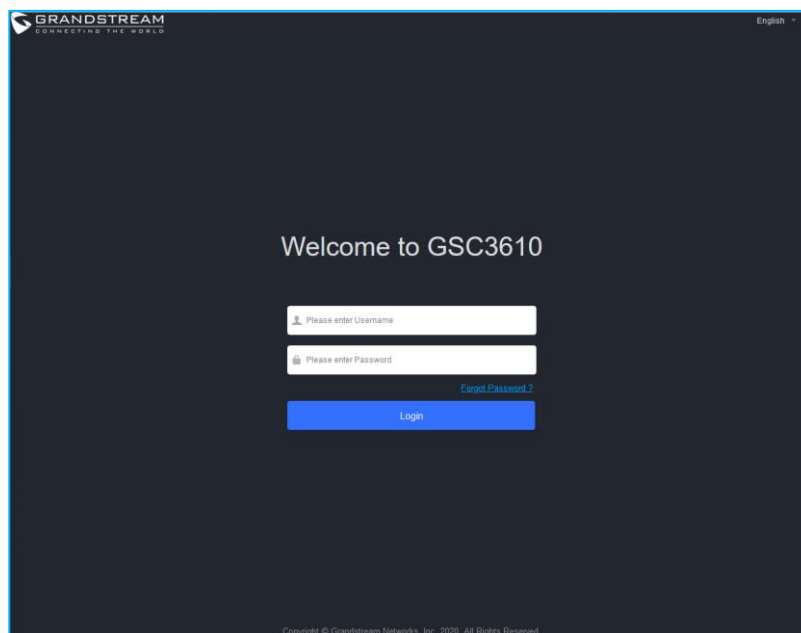 GRANDSTREAM
CONNECTING THE WORLD
English
Welcome to GSC3610
Please enter Username
Please enter Password
Forgot Password ?
Login
Copyright © Grandstream Networks, Inc. 2020. All Rights Reserved.